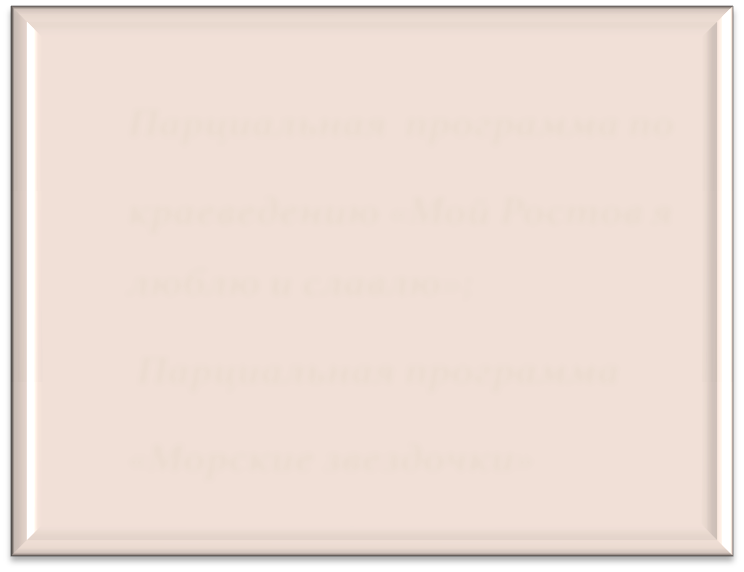 Парциальная программа по
краеведению «Мой Ростов я
люблю и славлю»;
Парциальная программа
«Морские звездочки»